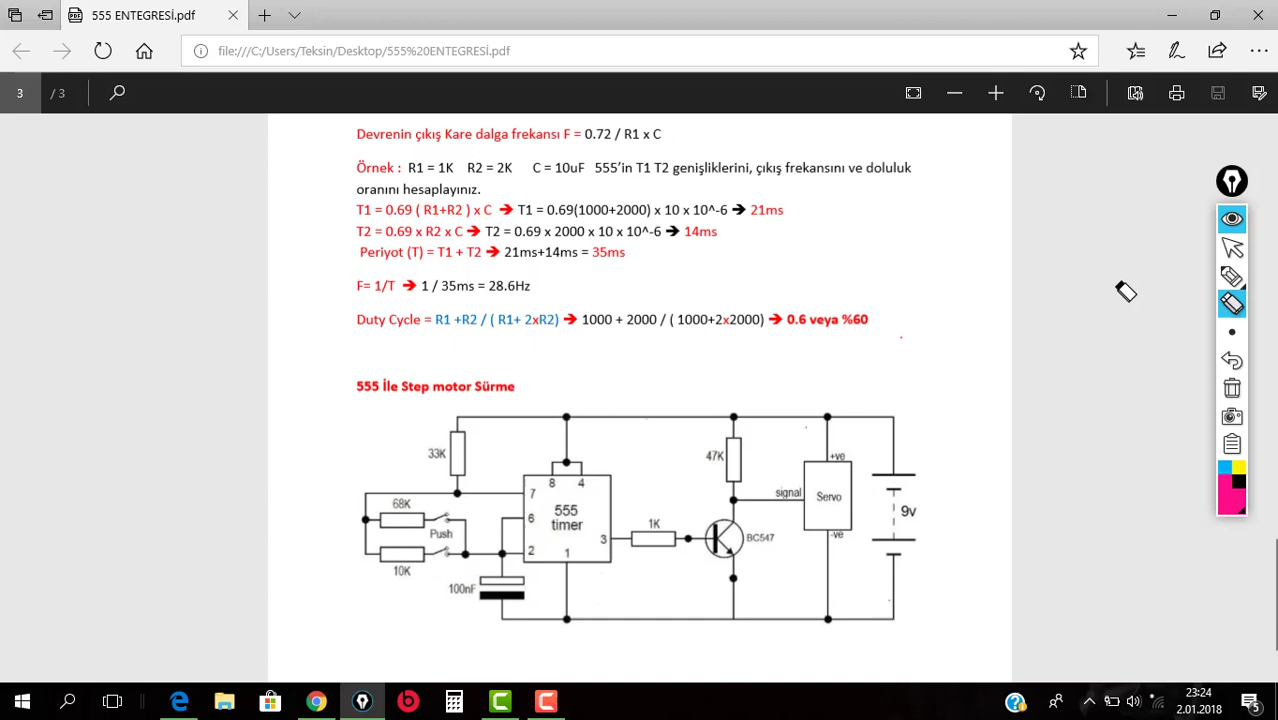 555 ENTEGRESİ.pdf
file:///C:/Users/Teksin/Desktop/555%20ENTEGRESİ.pdf
3 / 3
Devrenin çıkış Kare dalga frekansı F = 0.72 / R1 x C
Örnek : R1 = 1K R2 = 2K C = 10uF 555’in T1 T2 genişliklerini, çıkış frekansını ve doluluk
oranını hesaplayınız.
T1 = 0.69 ( R1+R2 ) x C ➔ T1 = 0.69(1000+2000) x 10 x 10^-6 ➔ 21ms
T2 = 0.69 x R2 x C ➔ T2 = 0.69 x 2000 x 10 x 10^-6 ➔ 14ms
Periyot (T) = T1 + T2 ➔ 21ms+14ms = 35ms
F= 1/T ➔ 1 / 35ms = 28.6Hz
Duty Cycle = R1 +R2 / ( R1+ 2xR2) ➔ 1000 + 2000 / ( 1000+2x2000) ➔ 0.6 veya %60
555 İle Step motor Sürme
33K
47K
+ve
8 4
7
signal
Servo
68K
555
timer
6
9v
Push
1K
BC547
3
-ve
2
1
10K
100nF
23:24
2.01.2018
5